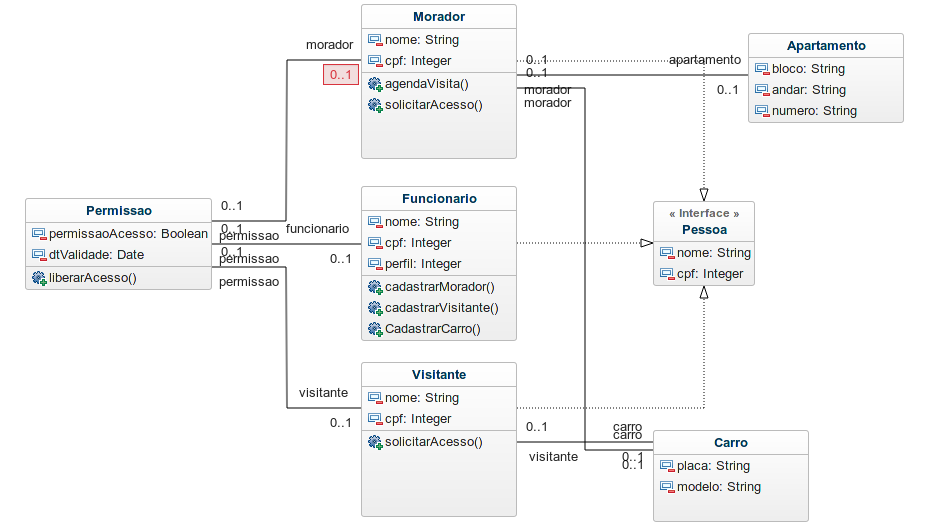 Morador
nome: String
cpf: Integer
agendaVisita()
solicitarAcesso()
morador
0..1
0..1
0..1
morador
morador
apartamento
0..1
Apartamento
bloco: String
andar: String
numero: String
Permissao
permissaoAcesso: Boolean
dtValidade: Date
liberarAcesso()
0..1
0..1
permissao
0..1
permissao
permissao
funcionario
0..1
Funcionario
nome: String
cpf: Integer
perfil: Integer
cadastrarMorador()
cadastrarVisitante()
CadastrarCarro()
« Interface »
Pessoa
nome: String
cpf: Integer
visitante
0..1
Visitante
nome: String
cpf: Integer
solicitarAcesso()
0..1
visitante
carro
carro
0..1
0..1
Carro
placa: String
modelo: String